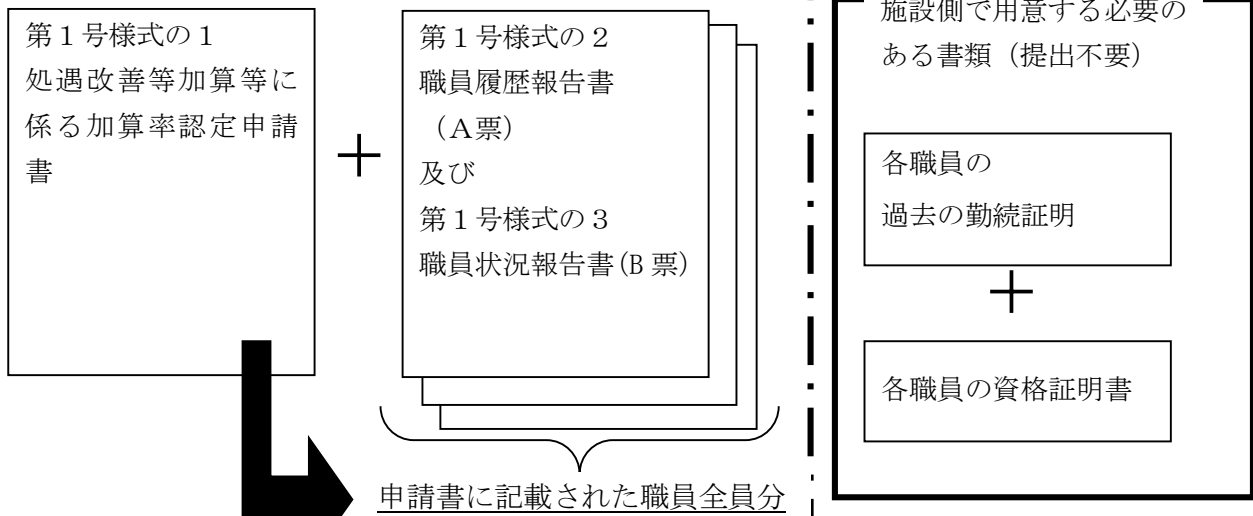 第１号様式の１
処遇改善等加算等に
係る加算率認定申請
書
＋
第１号様式の２
職員履歴報告書
（Ａ票）
及び
第１号様式の３
職員状況報告書(B 票)
申請書に記載された職員全員分
施設側で用意する必要の
ある書類（提出不要）
各職員の
過去の勤続証明
＋
各職員の資格証明書